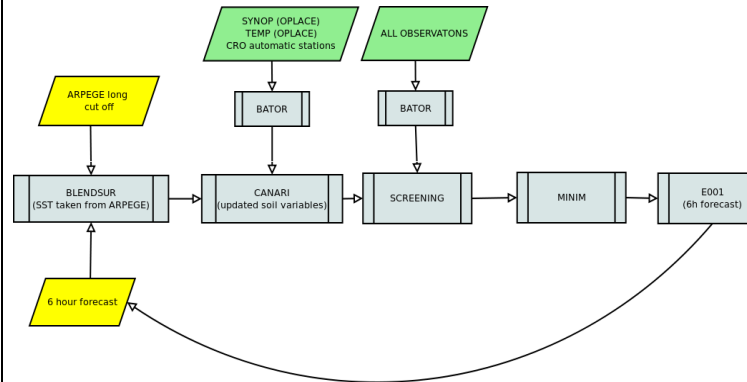 SYNOP (OPLACE)
TEMP (OPLACE)
CRO automatic stations
ALL OBSERVATONS
ARPEGE long
cut off
BATOR
BATOR
BLENDSUR
(SST taken from ARPEGE)
CANARI
(updated soil variables)
SCREENING
MINIM
E001
(6h forecast)
6 hour forecast